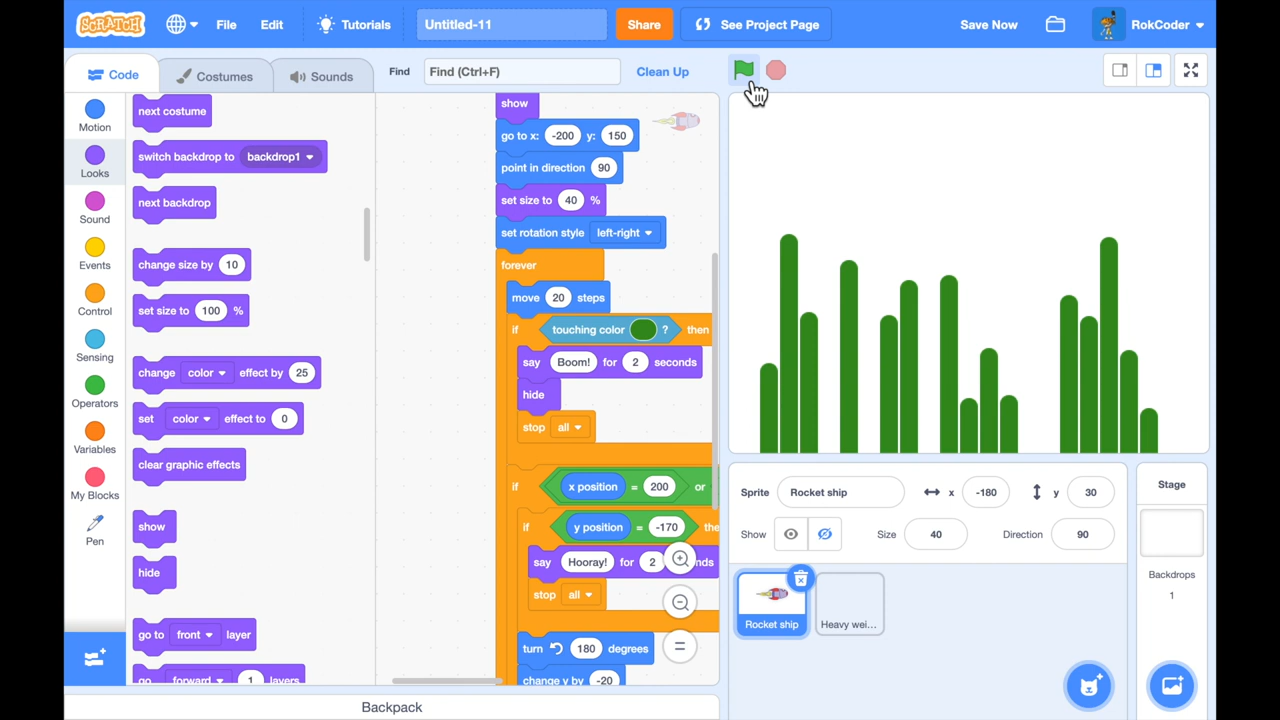 SCRATCH File Edit Tutorials Untitled-11 Share See Project Page Save Now RokCoder
Code Costumes Sounds Find Find (Ctrl+F) Clean Up
Motion
Looks
Sound
Events
Control
Sensing
Operators
Variables
My Blocks
Pen
next costume
switch backdrop to backdrop1
next backdrop
change size by 10
set size to 100 %
change color effect by 25
set color effect to 0
clear graphic effects
show
hide
go to front layer
go forward 1 layers
show
go to x: -200 y: 150
point in direction 90
set size to 40 %
set rotation style left-right
forever
move 20 steps
if touching color ? then
say Boom! for 2 seconds
hide
stop all
if x position = 200 or
if y position = -170 the
say Hooray! for 2 nds
stop all
turn 180 degrees
change y by -20
Sprite Rocket ship x -180 y 30
Show Size 40 Direction 90
Rocket ship
Heavy wei...
Stage
Backdrops
1
Backpack